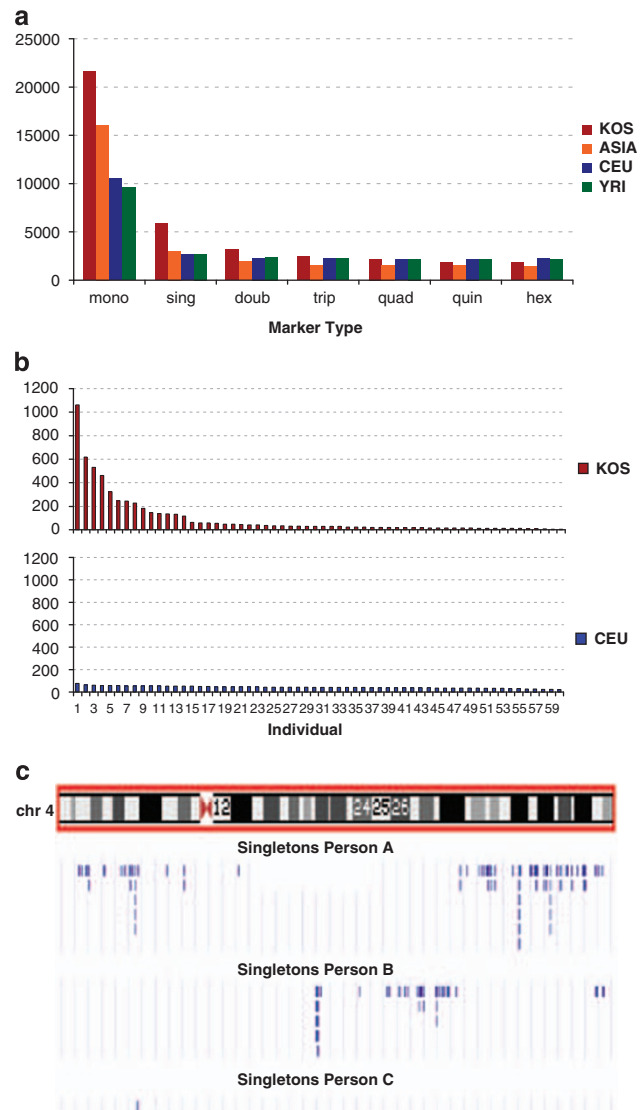 a
25000
20000
15000
10000
5000
0
mono sing doub trip quad quin hex
Marker Type
KOS
ASIA
CEU
YRI
b
1200
1000
800
600
400
200
0
KOS
1200
1000
800
600
400
200
0
CEU
1 3 5 7 9 11 13 15 17 19 21 23 25 27 29 31 33 35 37 39 41 43 45 47 49 51 53 55 57 59
Individual
c
chr 4
12 24 25 26
Singletons Person A
Singletons Person B
Singletons Person C